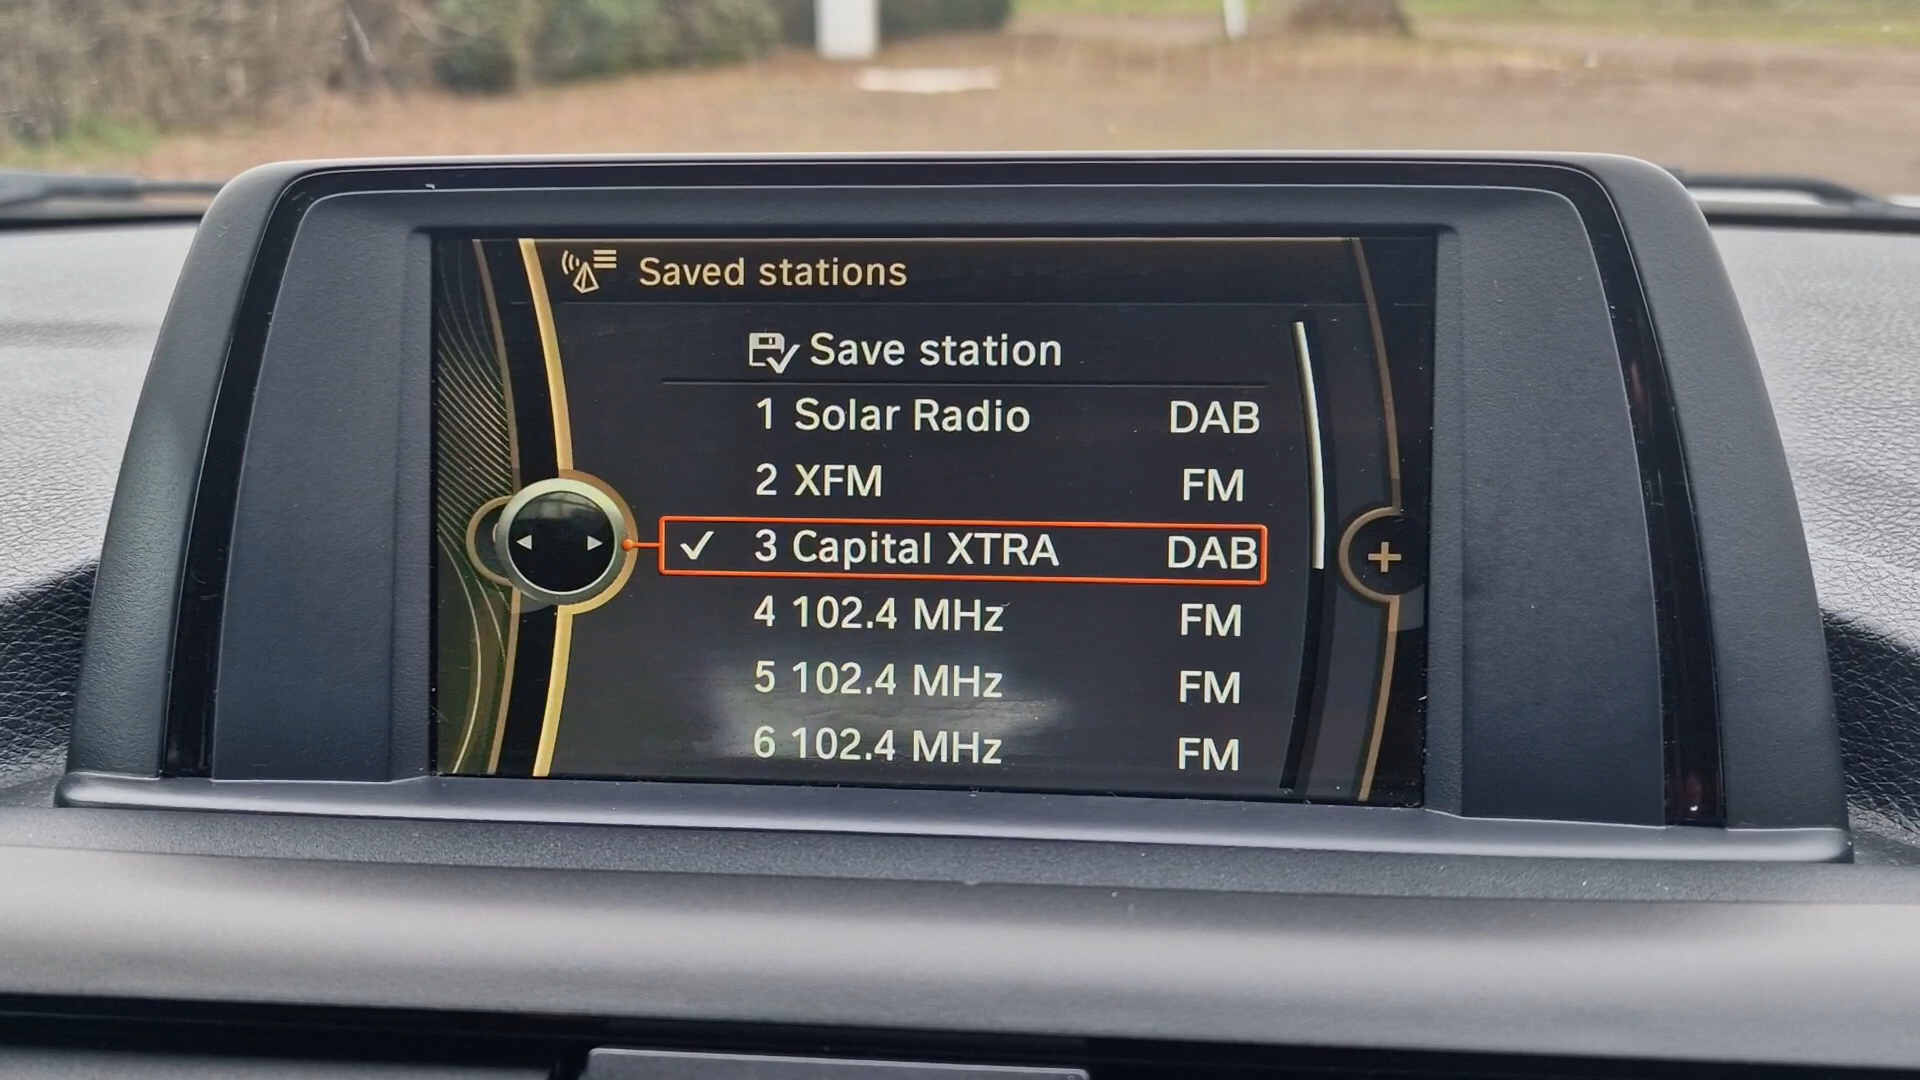 Saved stations
Save station
1 Solar Radio DAB
2 XFM FM
3 Capital XTRA DAB
4 102.4 MHz FM
5 102.4 MHz FM
6 102.4 MHz FM